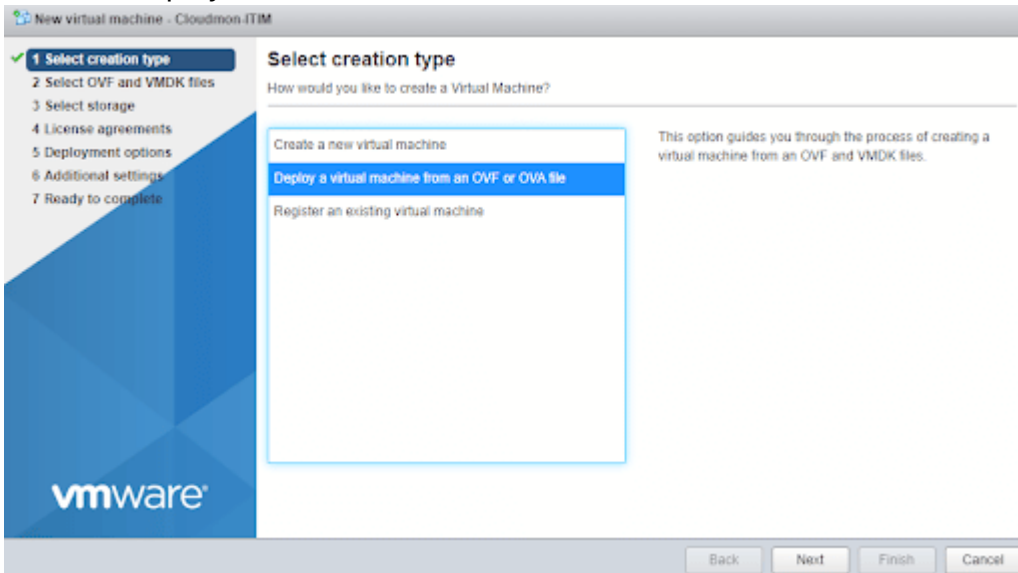 New virtual machine - Cloudmon-ITIM
1 Select creation type
2 Select OVF and VMDK files
3 Select storage
4 License agreements
5 Deployment options
6 Additional settings
7 Ready to complete
Select creation type
How would you like to create a Virtual Machine?
Create a new virtual machine
Deploy a virtual machine from an OVF or OVA file
Register an existing virtual machine
This option guides you through the process of creating a
virtual machine from an OVF and VMDK files.
vmware
Back Next Finish Cancel